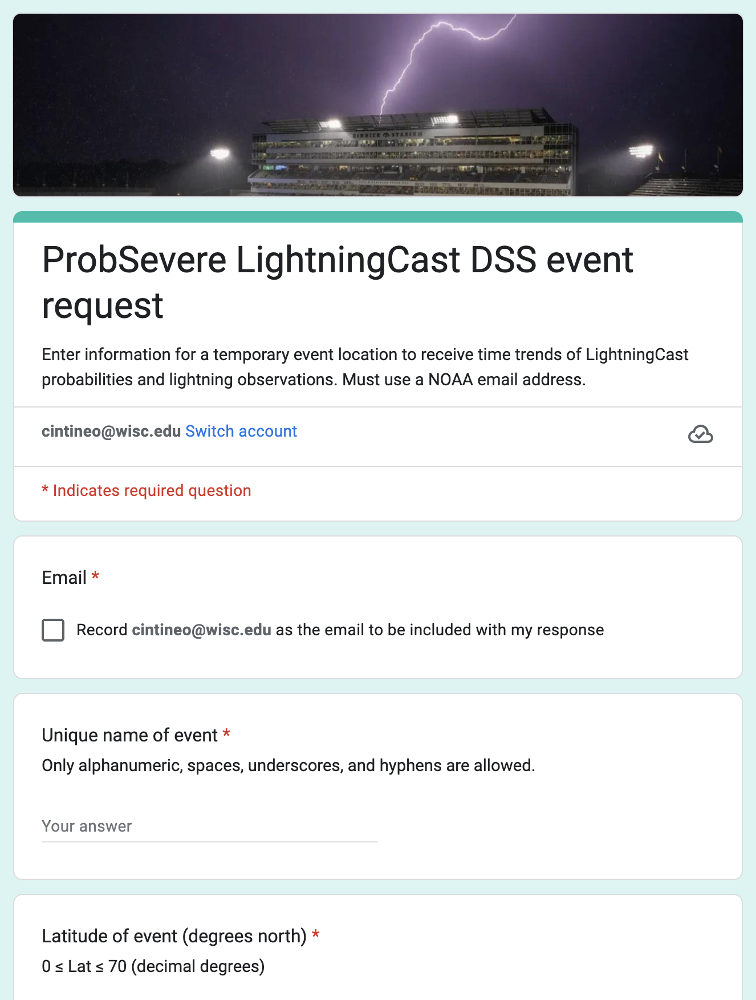 KINNICK STADIUM
ProbSevere LightningCast DSS event
request
Enter information for a temporary event location to receive time trends of LightningCast
probabilities and lightning observations. Must use a NOAA email address.
cintineo@wisc.edu Switch account
* Indicates required question
Email *
Record cintineo@wisc.edu as the email to be included with my response
Unique name of event *
Only alphanumeric, spaces, underscores, and hyphens are allowed.
Your answer
Latitude of event (degrees north) *
0 ≤ Lat ≤ 70 (decimal degrees)